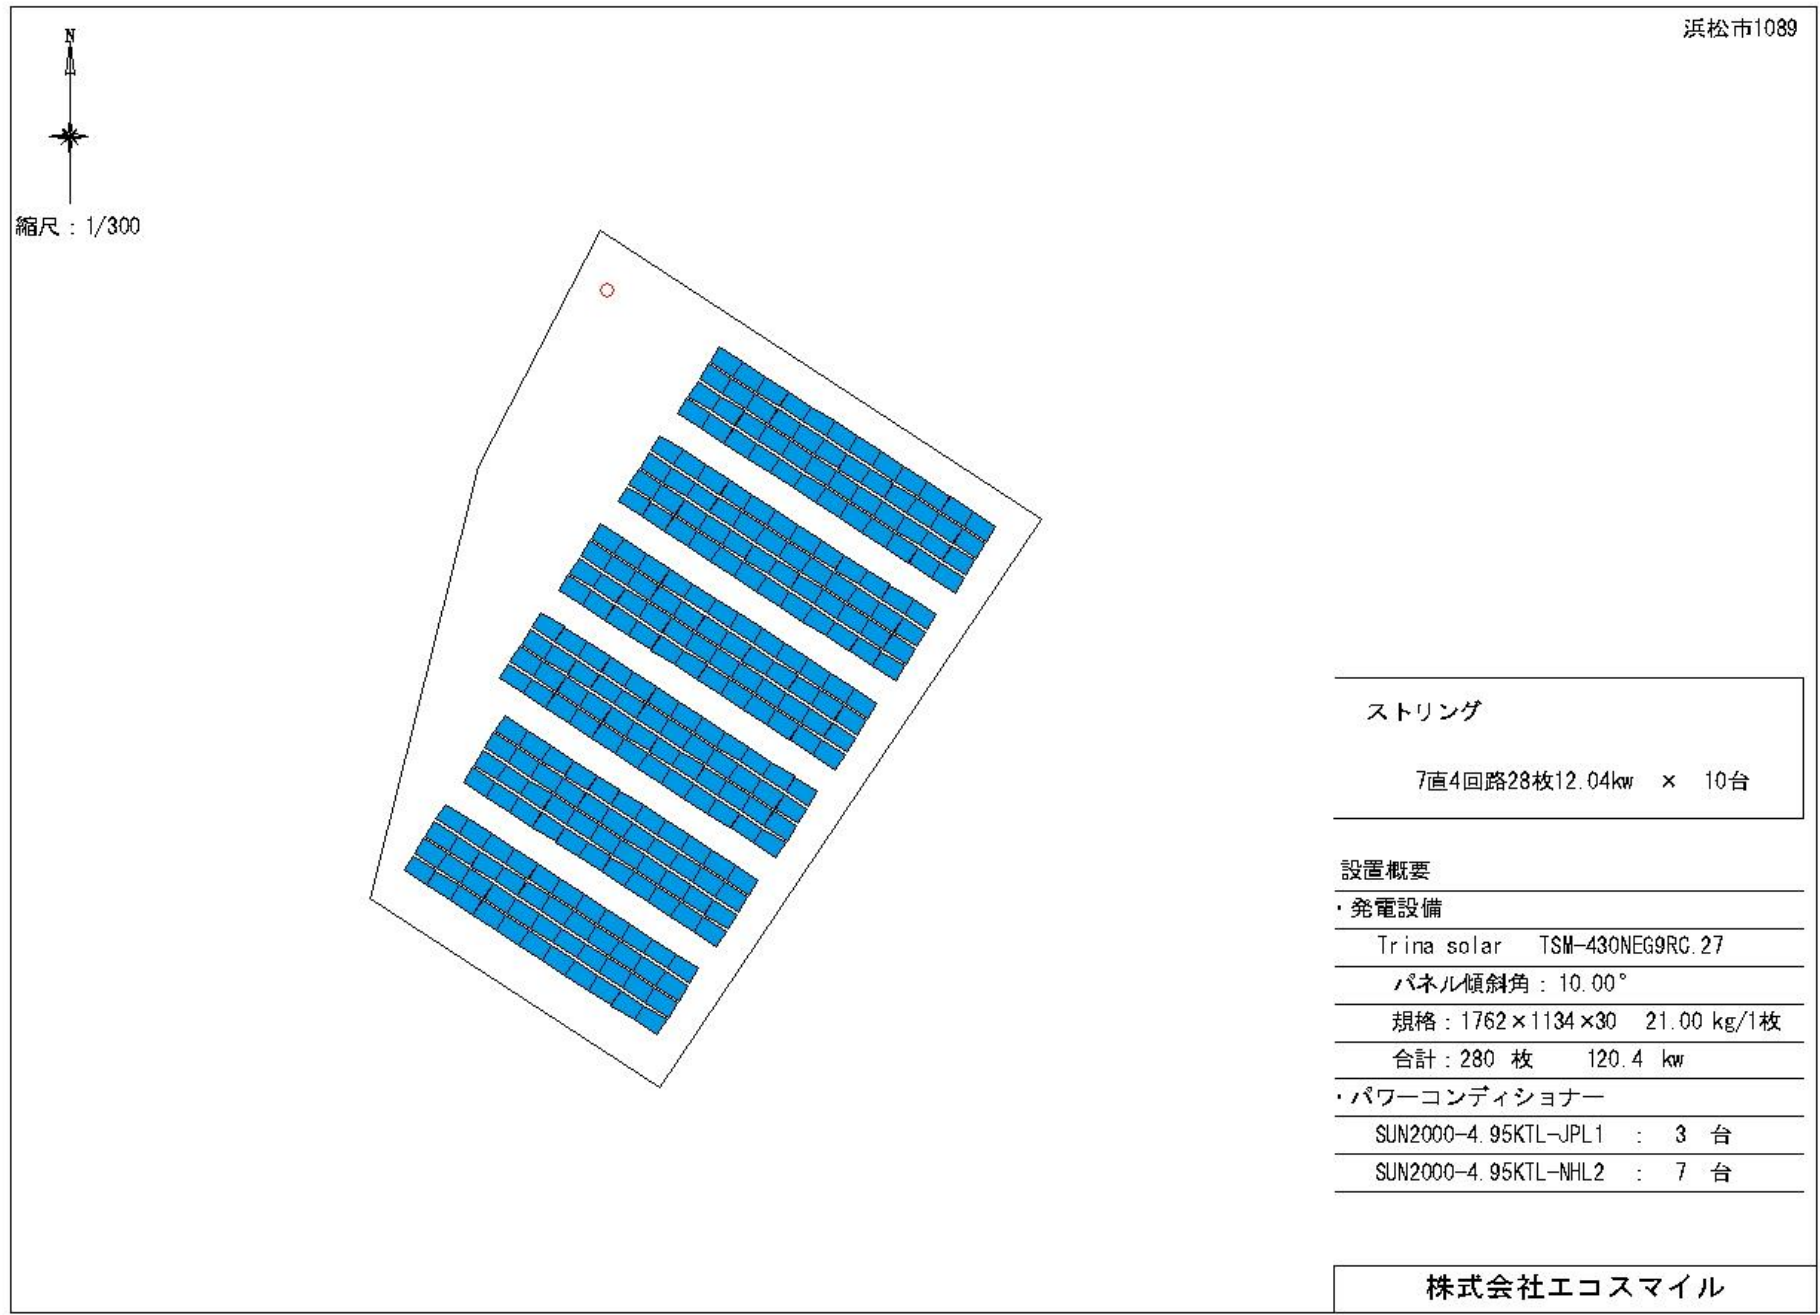 浜松市1089
N
縮尺：1/300
ストリング
7直4回路28枚12.04kw × 10台
設置概要
・発電設備
Trina solar TSM-430NEG9RC.27
パネル傾斜角：10.00°
規格：1762×1134×30 21.00 kg/1枚
合計：280 枚 120.4 kw
・パワーコンディショナー
SUN2000-4.95KTL-JPL1 : 3 台
SUN2000-4.95KTL-NHL2 : 7 台
株式会社エコスマイル